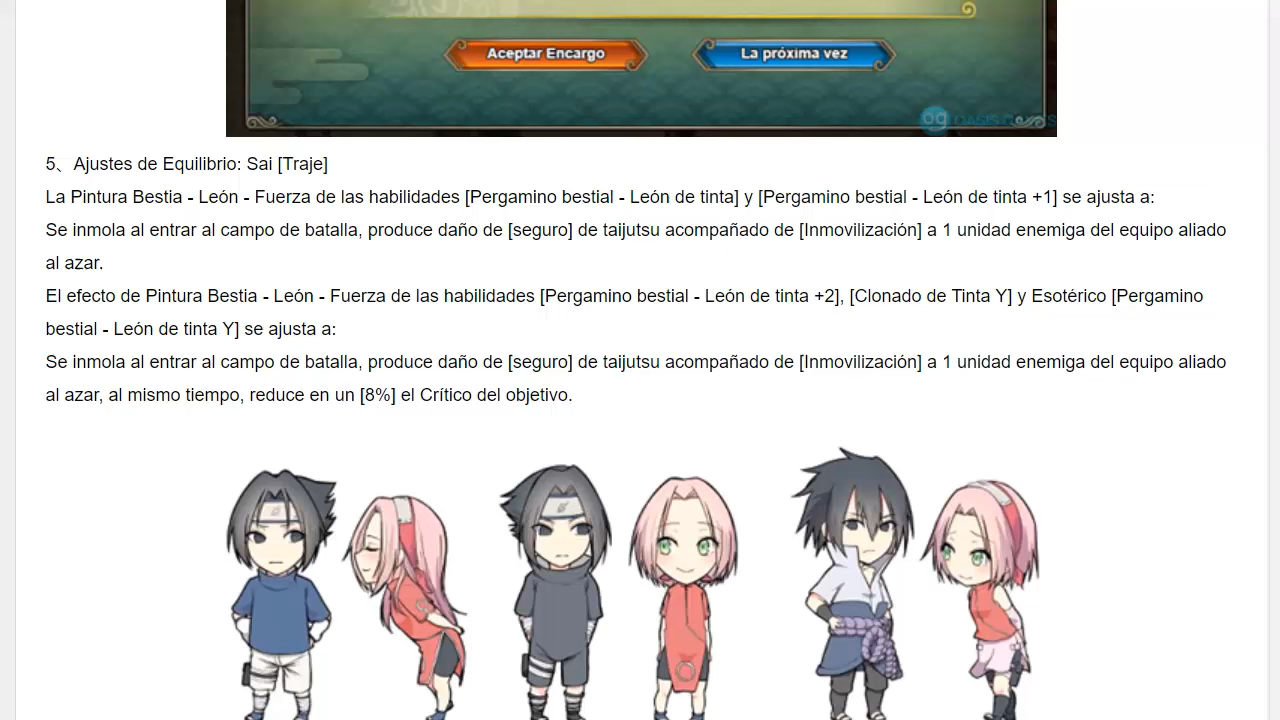 Aceptar Encargo
La próxima vez
5、Ajustes de Equilibrio: Sai [Traje]
La Pintura Bestia - León - Fuerza de las habilidades [Pergamino bestial - León de tinta] y [Pergamino bestial - León de tinta +1] se ajusta a:
Se inmola al entrar al campo de batalla, produce daño de [seguro] de taijutsu acompañado de [Inmovilización] a 1 unidad enemiga del equipo aliado
al azar.
El efecto de Pintura Bestia - León - Fuerza de las habilidades [Pergamino bestial - León de tinta +2], [Clonado de Tinta Y] y Esotérico [Pergamino
bestial - León de tinta Y] se ajusta a:
Se inmola al entrar al campo de batalla, produce daño de [seguro] de taijutsu acompañado de [Inmovilización] a 1 unidad enemiga del equipo aliado
al azar, al mismo tiempo, reduce en un [8%] el Crítico del objetivo.